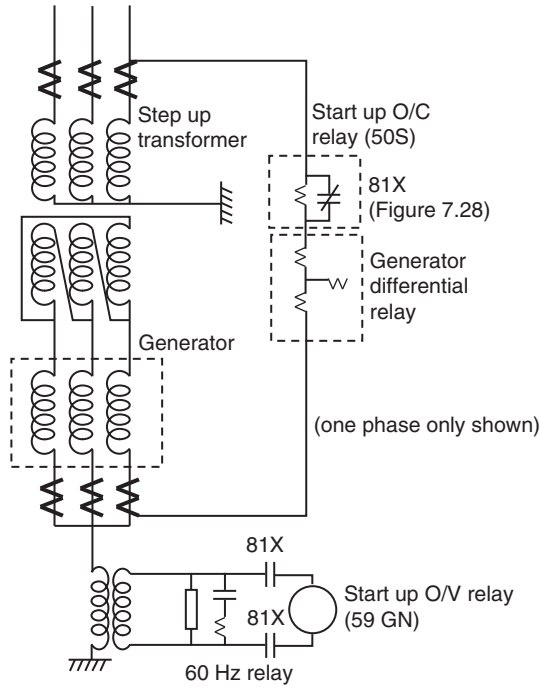 Step up
transformer
Start up O/C
relay (50S)
81X
(Figure 7.28)
Generator
differential
relay
Generator
(one phase only shown)
81X
Start up O/V relay
(59 GN)
81X
60 Hz relay